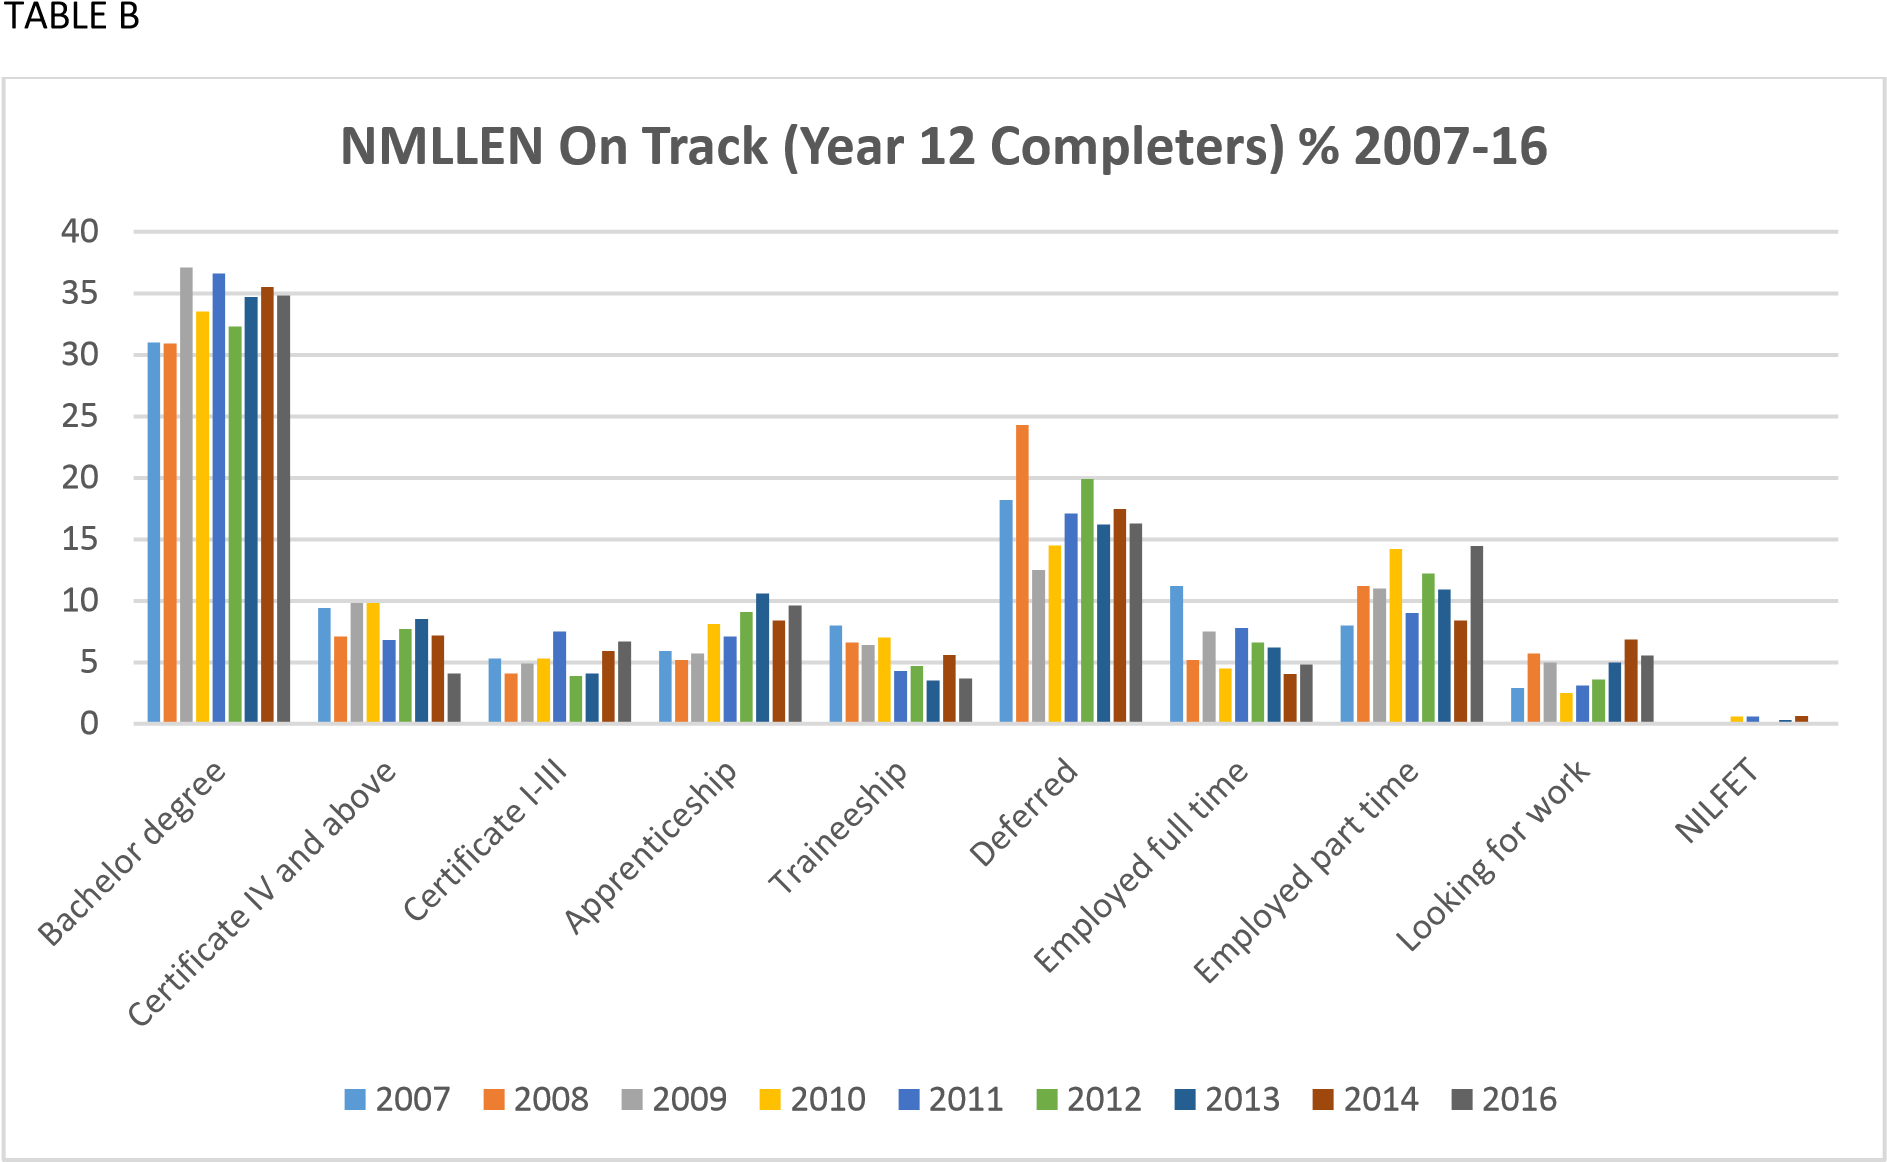 TABLE B
NMLLEN On Track (Year 12 Completers) % 2007-16
40
35
30
25
20
15
10
5
0
Bachelor degree
Certificate IV and above
Certificate I-III
Apprenticeship
Traineeship
Deferred
Employed full time
Employed part time
Looking for work
NILFET
2007 2008 2009 2010 2011 2012 2013 2014 2016